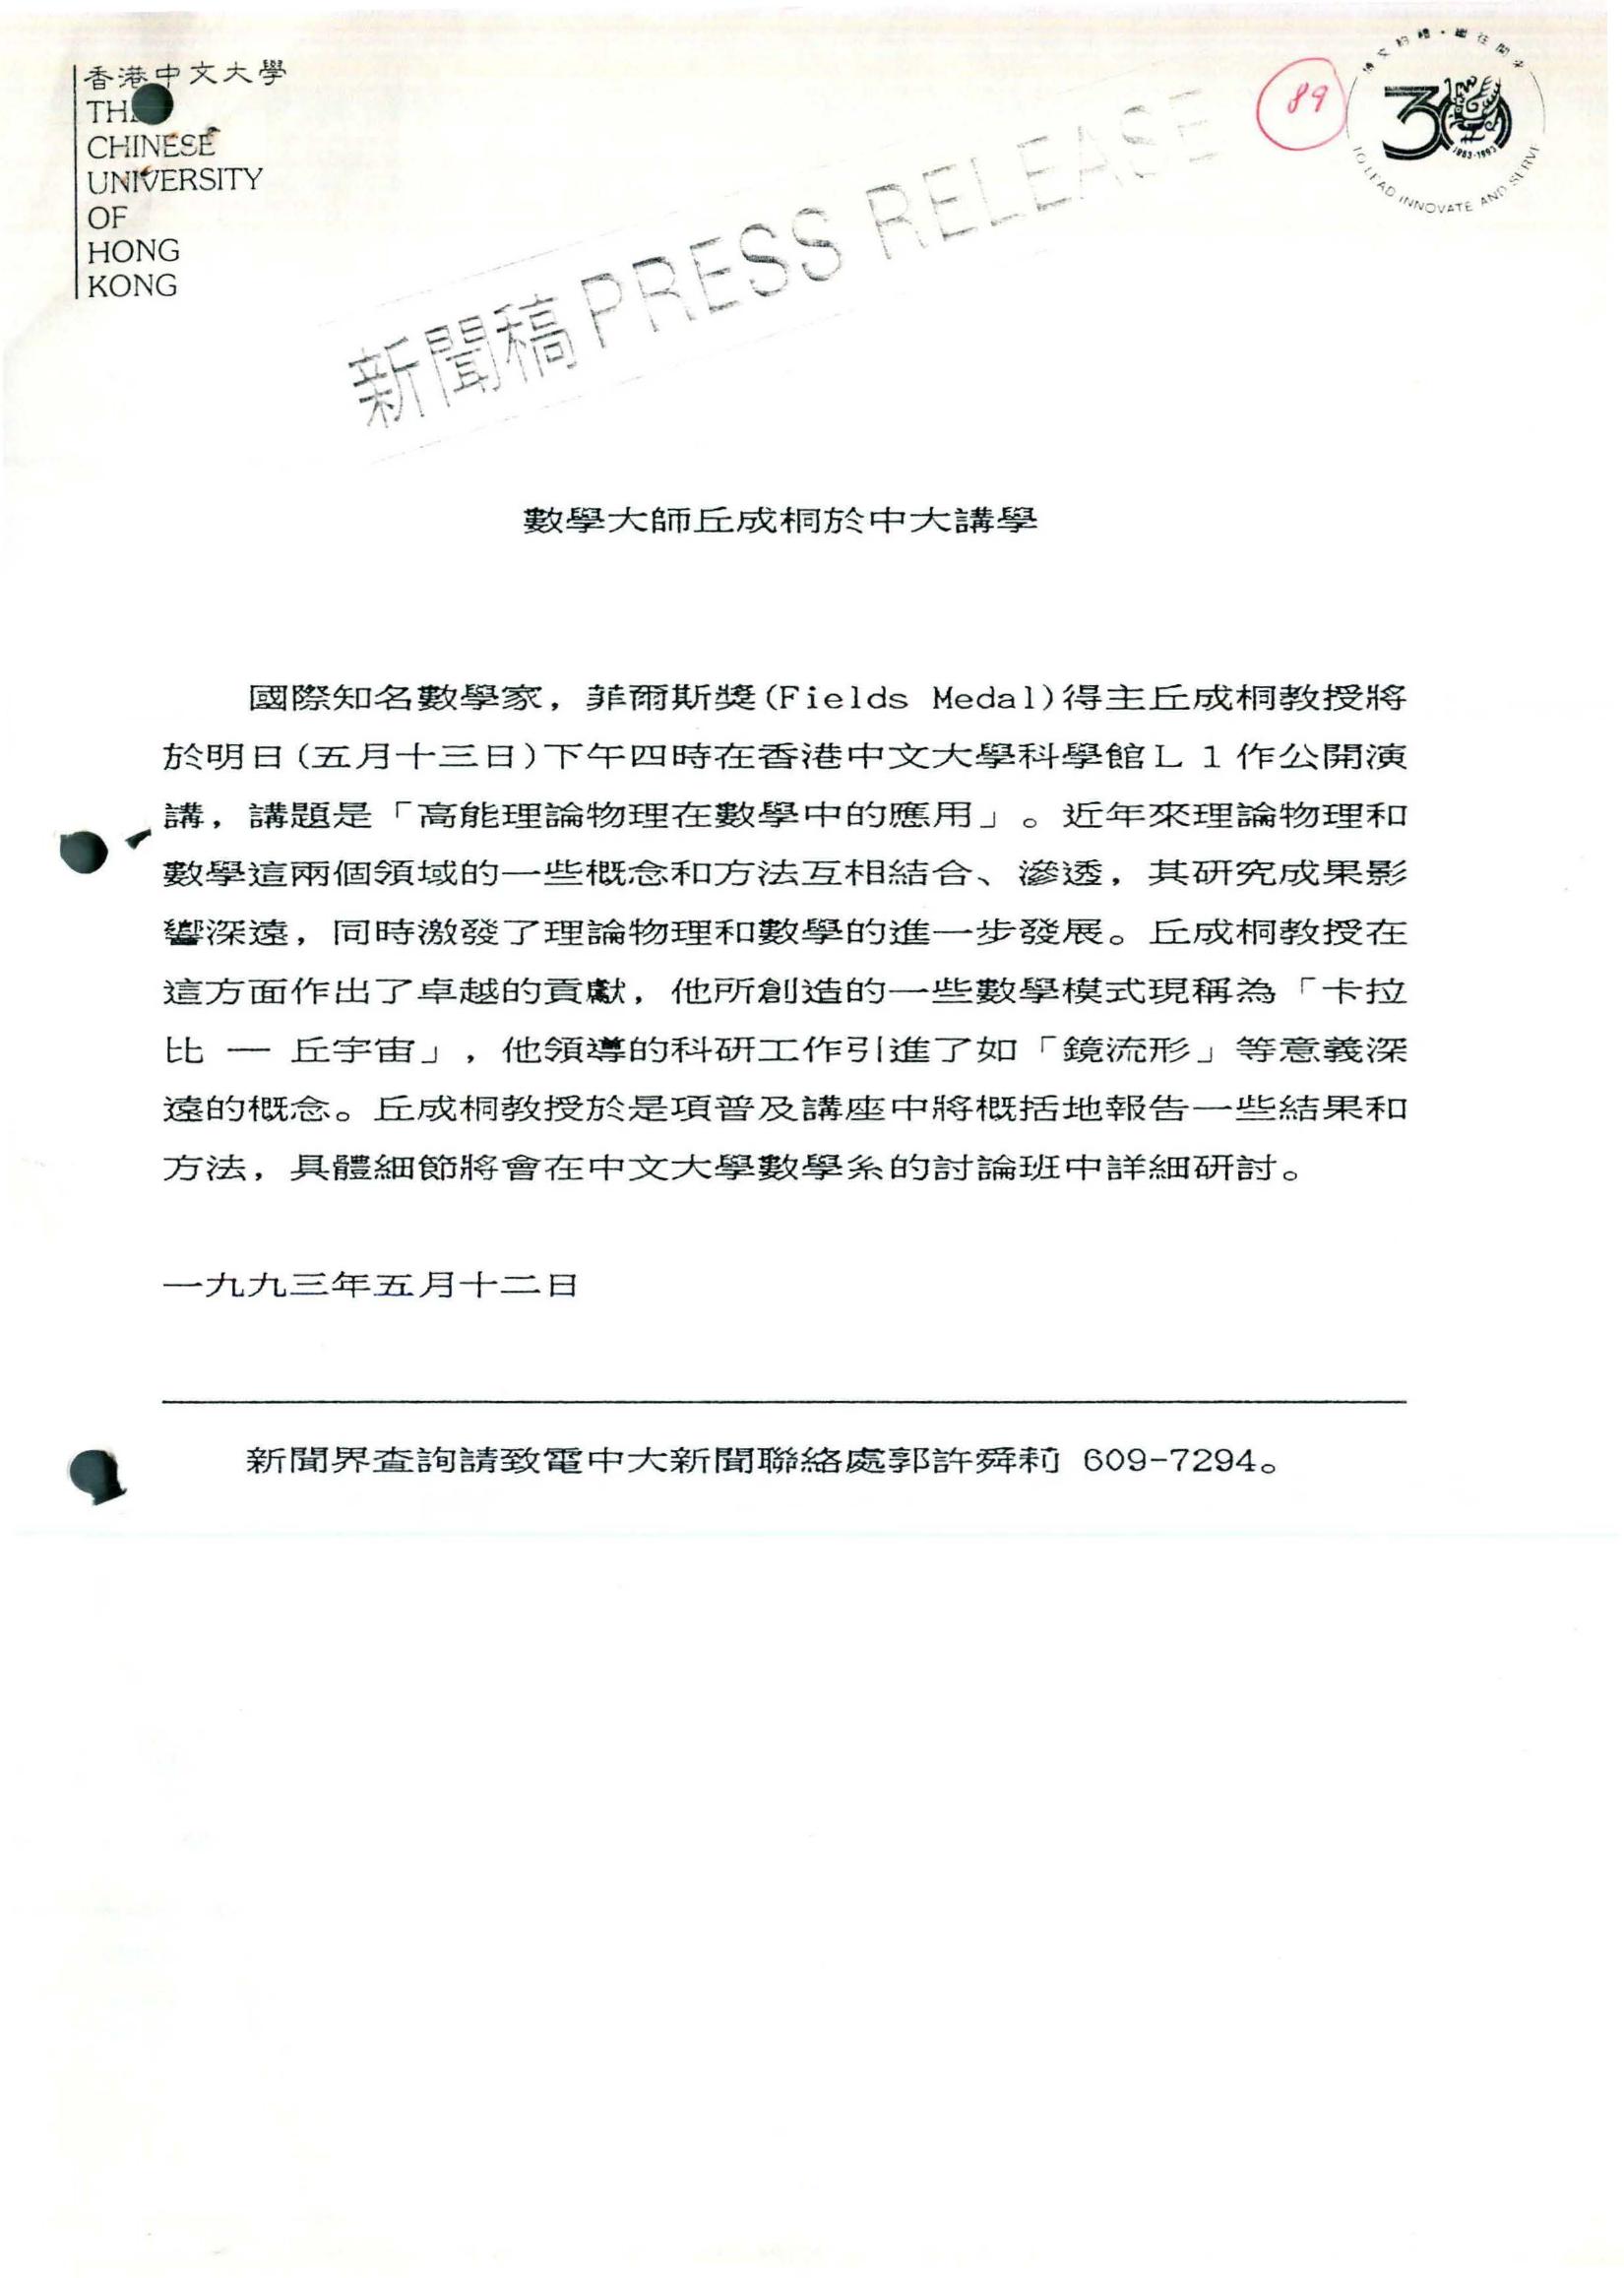 香港中文大學
CHINESE
UNIVERSITY
OF
HONG
KONG
89
博文約禮·繼往開來
30
1963-1993
TO LEAD INNOVATE AND SERVE
新聞稿 PRESS RELEASE
數學大師丘成桐於中大講學
國際知名數學家，菲爾斯獎(Fields Medal)得主丘成桐教授將
於明日(五月十三日)下午四時在香港中文大學科學館L 1 作公開演
講，講題是「高能理論物理在數學中的應用」。近年來理論物理和
數學這兩個領域的一些概念和方法互相結合、滲透，其研究成果影
響深遠，同時激發了理論物理和數學的進一步發展。丘成桐教授在
這方面作出了卓越的貢獻，他所創造的一些數學模式現稱為「卡拉
比 — 丘宇宙」，他領導的科研工作引進了如「鏡流形」等意義深
遠的概念。丘成桐教授於是項普及講座中將概括地報告一些結果和
方法，具體細節將會在中文大學數學系的討論班中詳細研討。
一九九三年五月十二日
新聞界查詢請致電中大新聞聯絡處郭許舜莉 609-7294。